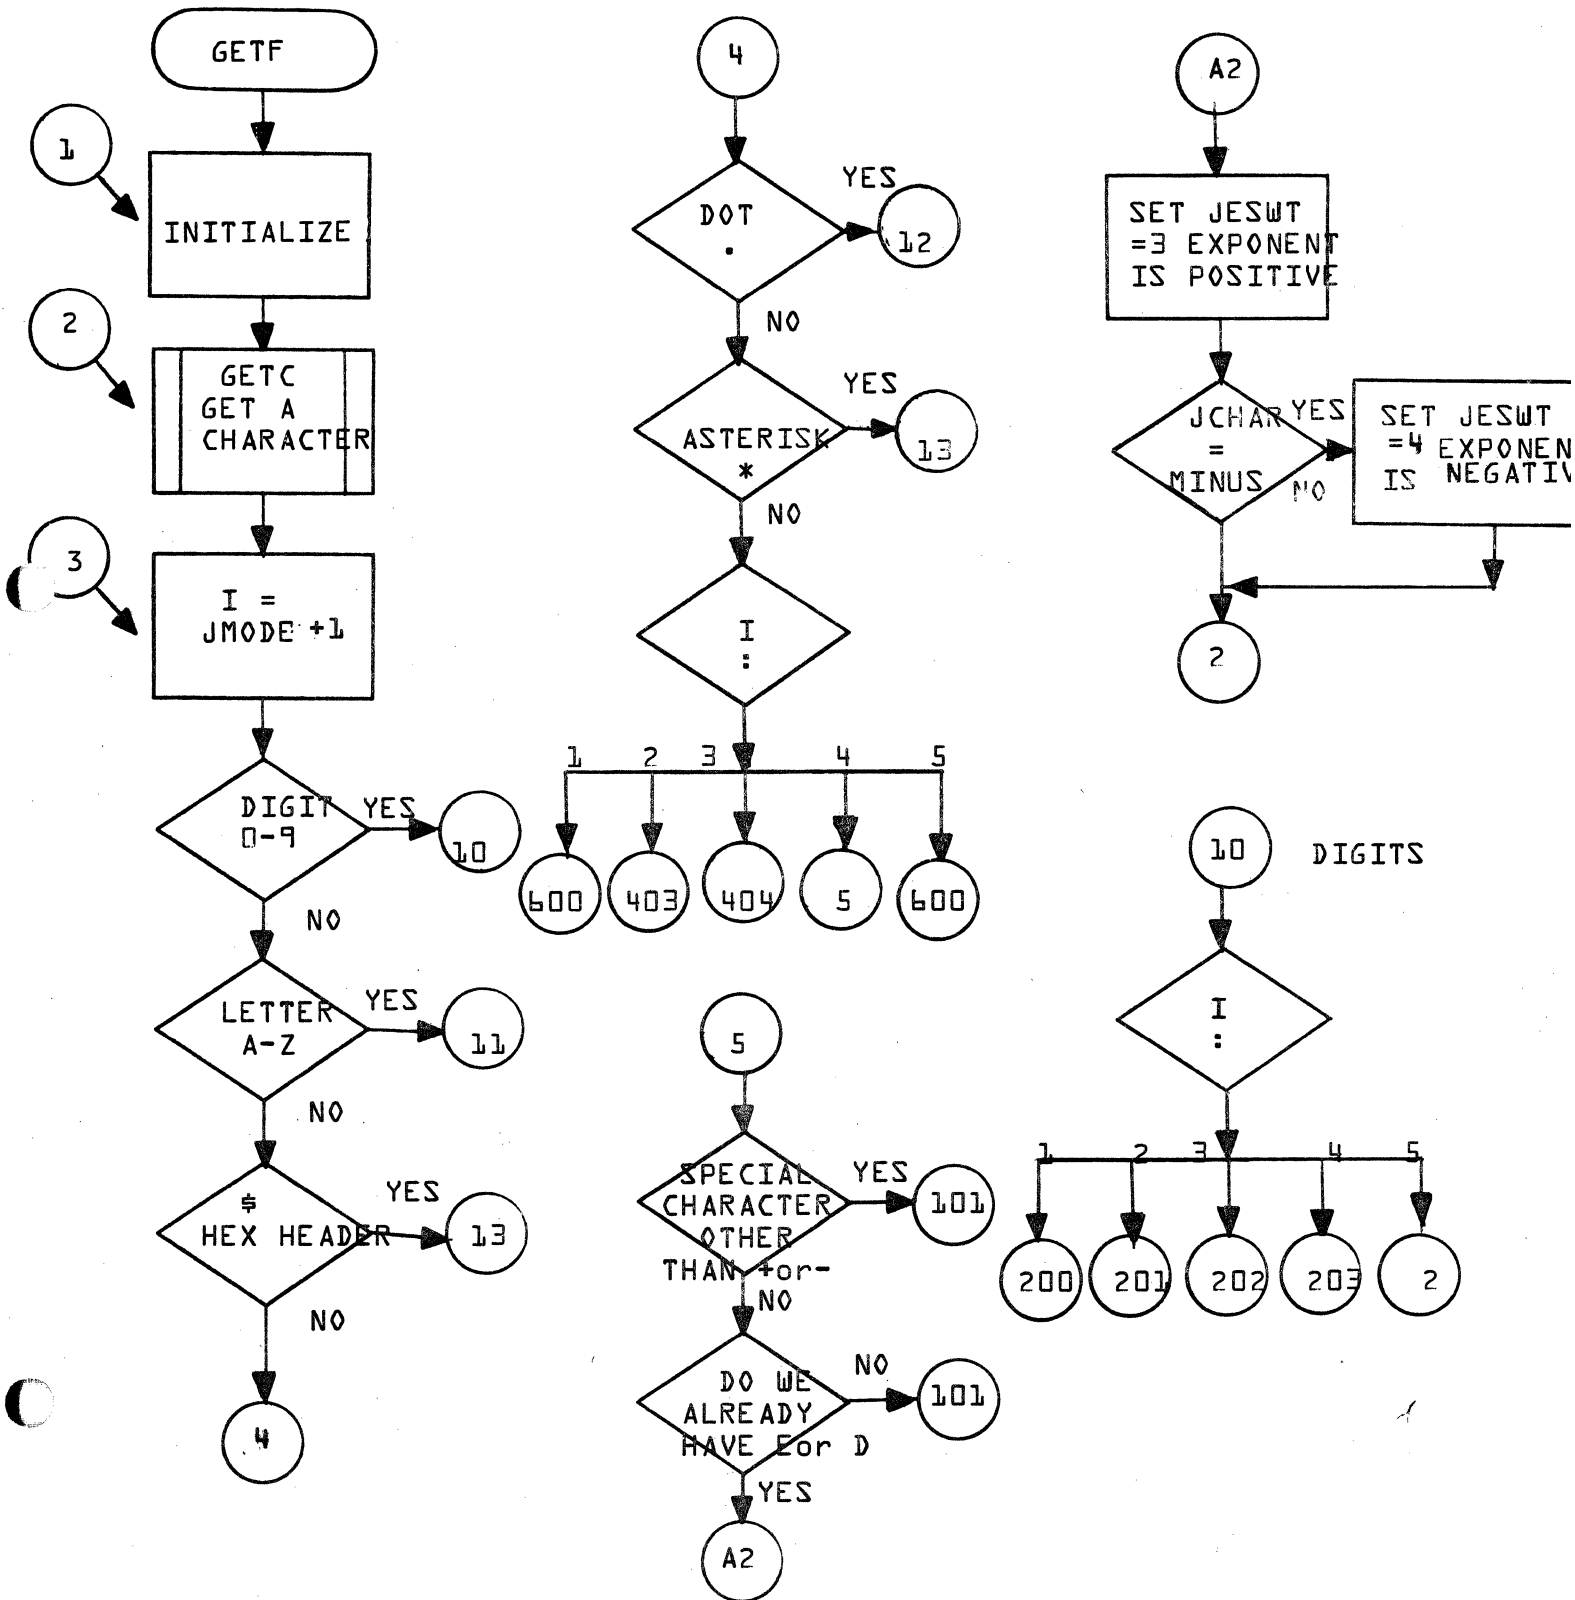 GETF
1
INITIALIZE
2
GETC
GET A
CHARACTER
3
I =
JMODE +1
DIGIT
0-9
YES
10
NO
LETTER
A-Z
YES
11
NO
$
HEX HEADER
YES
13
NO
4
4
DOT
.
YES
12
NO
ASTERISK
*
YES
13
NO
I
:
1 2 3 4 5
600 403 404 5 600
5
SPECIAL
CHARACTER
OTHER
THAN +or-
YES
101
NO
DO WE
ALREADY
HAVE Eor D
NO
101
YES
A2
A2
SET JESWT
=3 EXPONENT
IS POSITIVE
JCHAR
=
MINUS
YES
NO
SET JESWT
=4 EXPONEN
IS NEGATIV
2
10 DIGITS
I
:
1 2 3 4 5
200 201 202 203 2